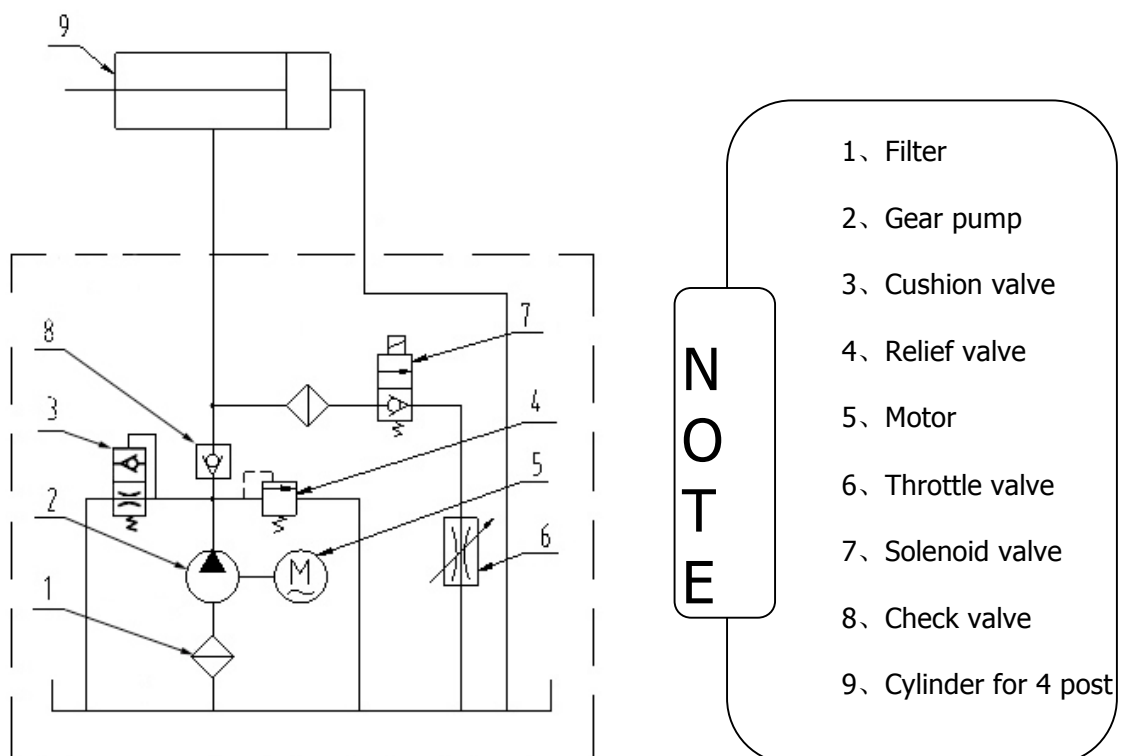 9
7
8
3
4
5
2
6
1
M
NOTE
1、Filter
2、Gear pump
3、Cushion valve
4、Relief valve
5、Motor
6、Throttle valve
7、Solenoid valve
8、Check valve
9、Cylinder for 4 post